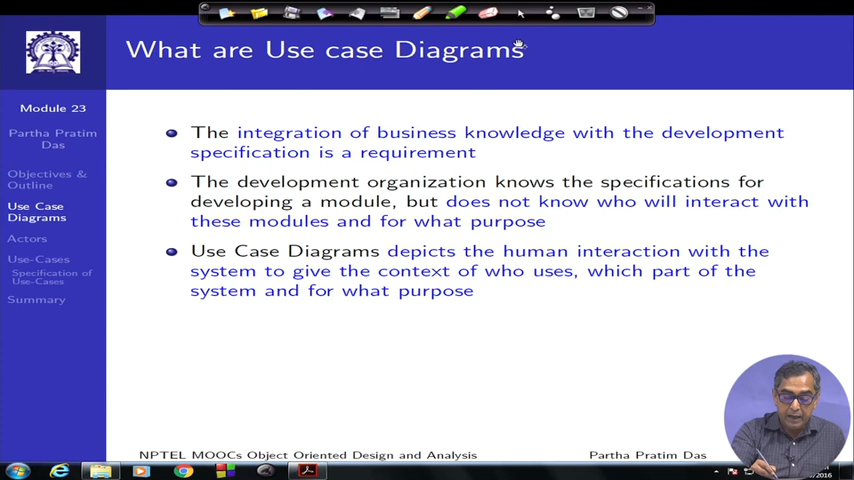 What are Use case Diagrams
Module 23
Partha Pratim
Das
Objectives &
Outline
Use Case
Diagrams
Actors
Use-Cases
Specification of
Use-Cases
Summary
The integration of business knowledge with the development
specification is a requirement
The development organization knows the specifications for
developing a module, but does not know who will interact with
these modules and for what purpose
Use Case Diagrams depicts the human interaction with the
system to give the context of who uses, which part of the
system and for what purpose
NPTEL MOOCs Object Oriented Design and Analysis
Partha Pratim Das